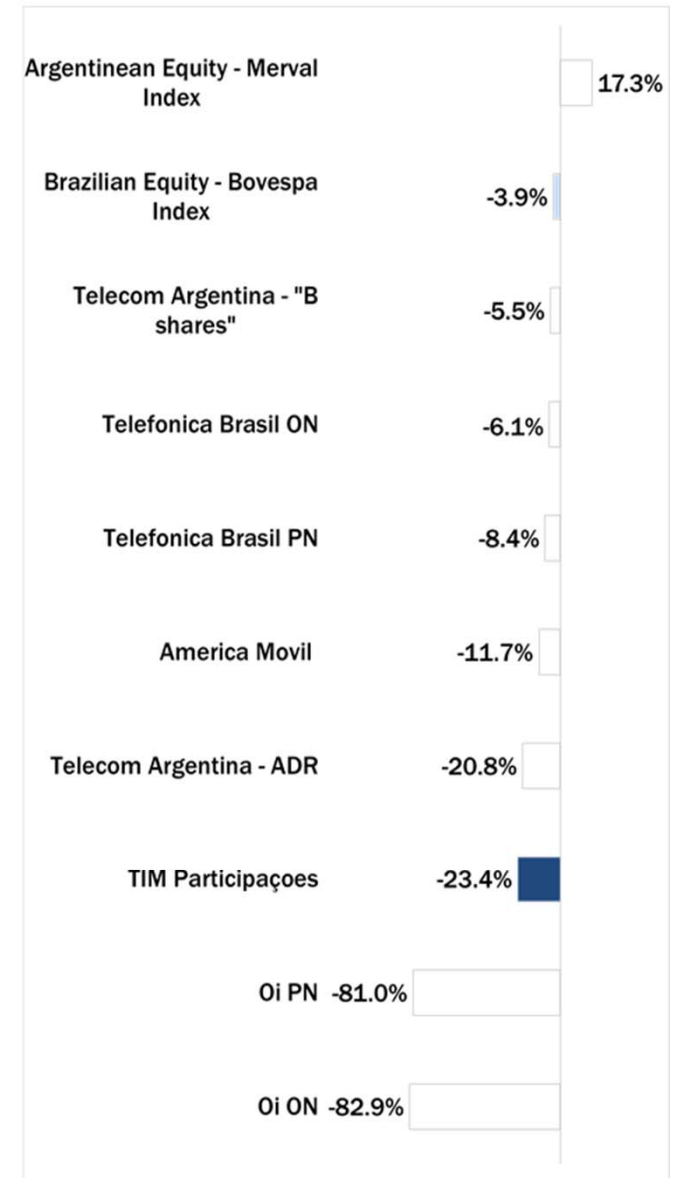 Argentinean Equity - Merval
Index
17.3%
Brazilian Equity - Bovespa
Index
-3.9%
Telecom Argentina - "B
shares"
-5.5%
Telefonica Brasil ON
-6.1%
Telefonica Brasil PN
-8.4%
America Movil
-11.7%
Telecom Argentina - ADR
-20.8%
TIM Participaçoes
-23.4%
Oi PN
-81.0%
Oi ON
-82.9%